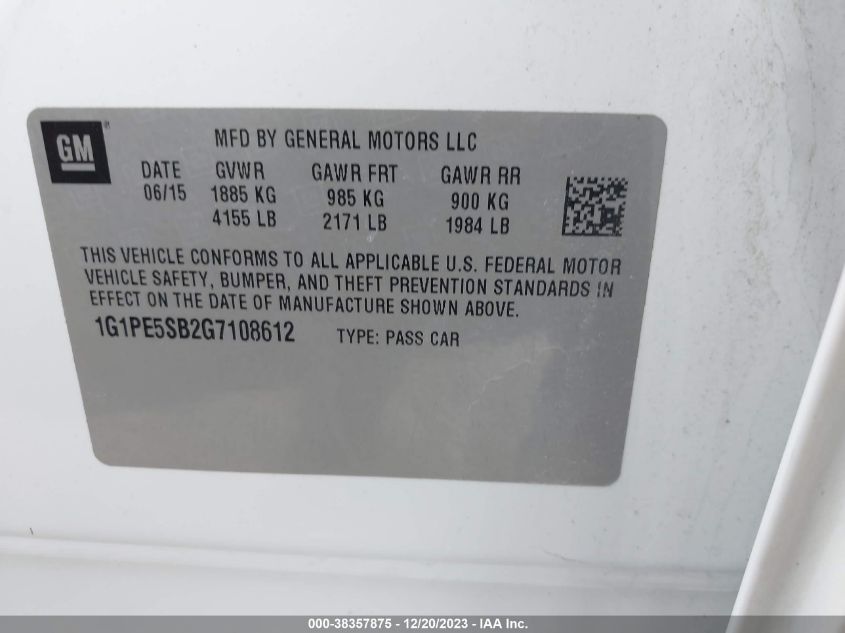 GM
MFD BY GENERAL MOTORS LLC
DATE GVWR GAWR FRT GAWR RR
06/15 1885 KG 985 KG 900 KG
4155 LB 2171 LB 1984 LB
THIS VEHICLE CONFORMS TO ALL APPLICABLE U.S. FEDERAL MOTOR
VEHICLE SAFETY, BUMPER, AND THEFT PREVENTION STANDARDS IN
EFFECT ON THE DATE OF MANUFACTURE SHOWN ABOVE.
1G1PE5SB2G7108612 TYPE: PASS CAR
000-38357875 - 12/20/2023 - IAA Inc.